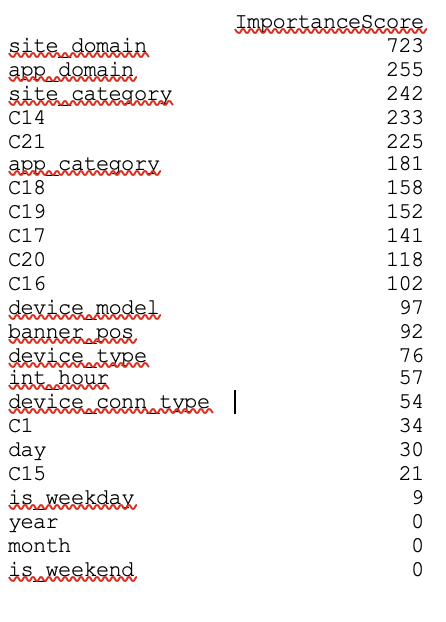 ImportanceScore
site_domain 723
app_domain 255
site_category 242
C14 233
C21 225
app_category 181
C18 158
C19 152
C17 141
C20 118
C16 102
device_model 97
banner_pos 92
device_type 76
int_hour 57
device_conn_type 54
C1 34
day 30
C15 21
is_weekday 9
year 0
month 0
is_weekend 0